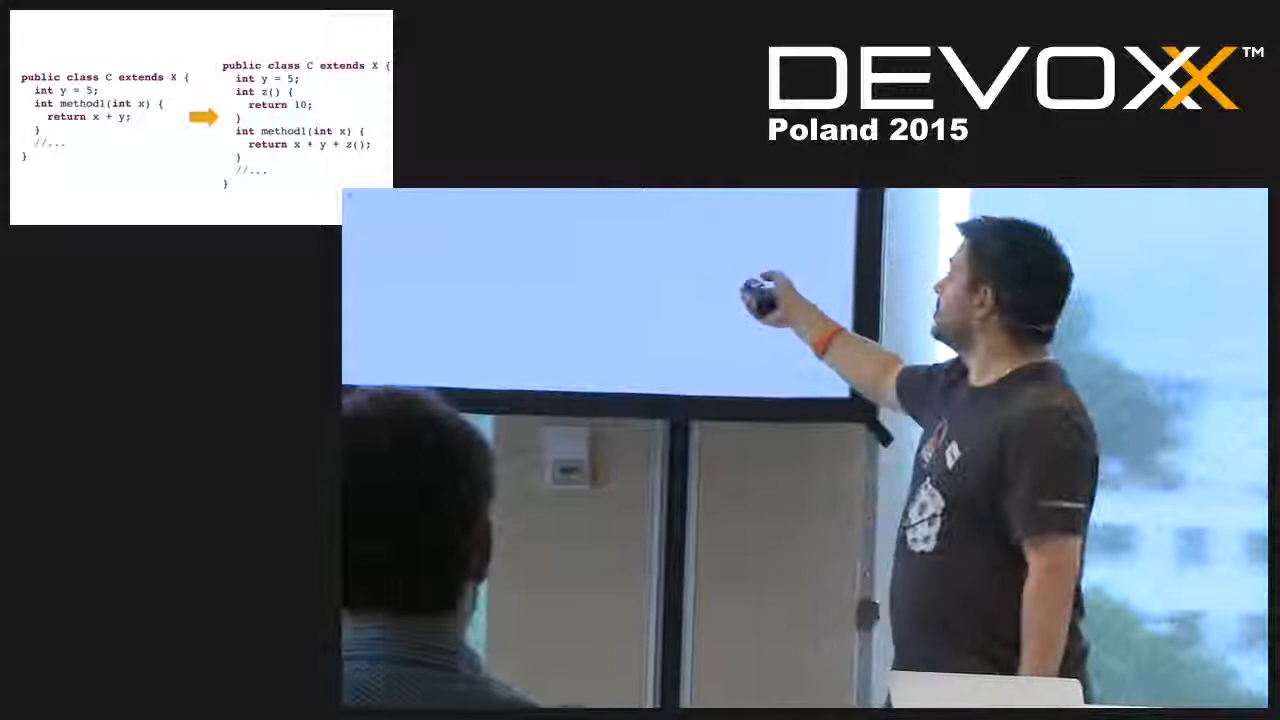 public class C extends X {
int y = 5;
int method1(int x) {
return x + y;
}
//...
}
public class C extends X {
int y = 5;
int z() {
return 10;
}
int method1(int x) {
return x + y + z();
}
//...
}
DEVOXX™
Poland 2015